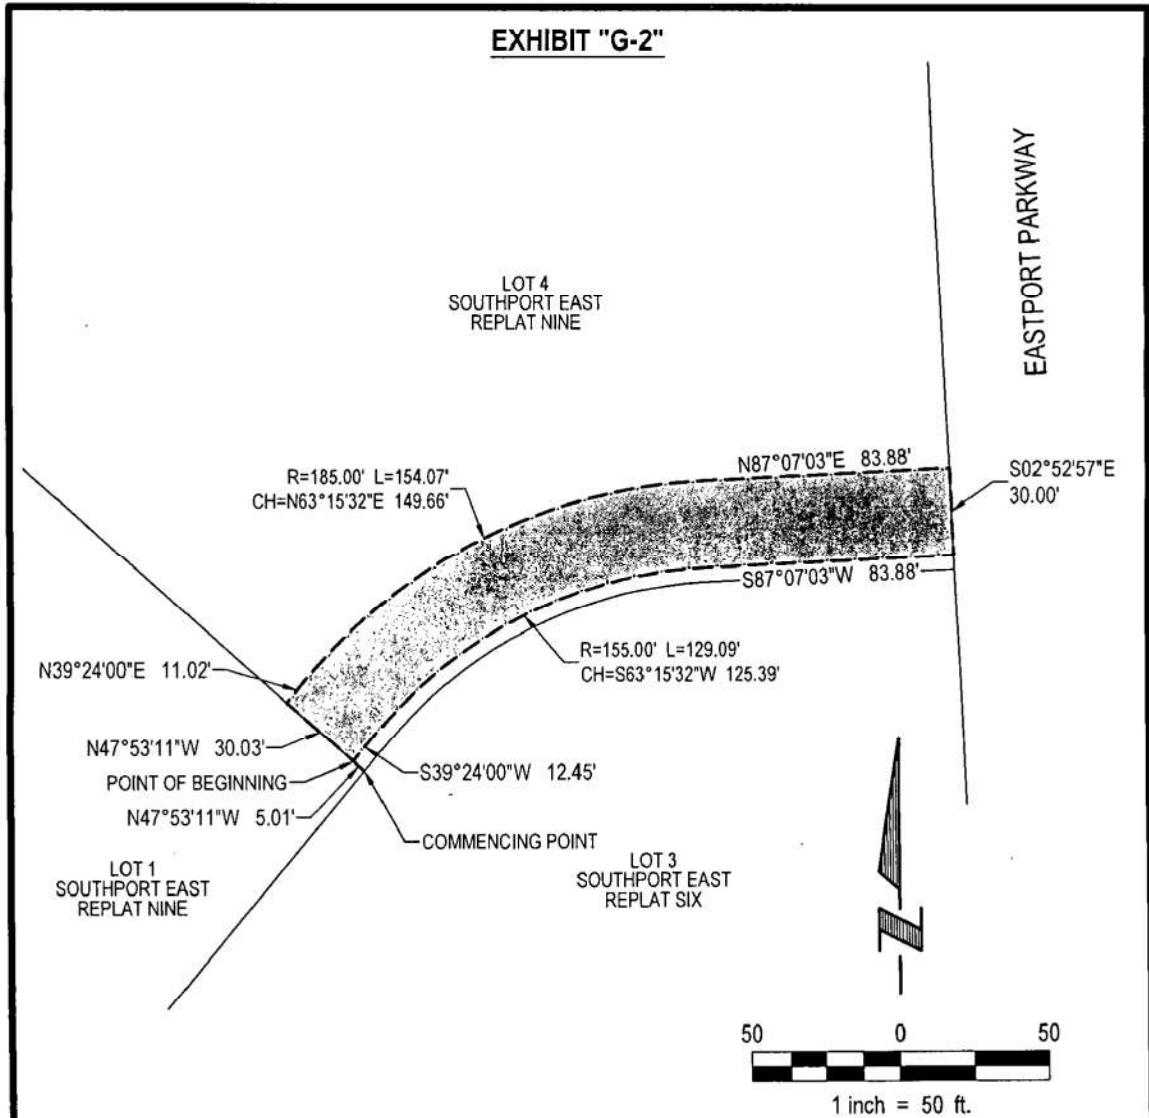 EXHIBIT "G-2"
EASTPORT PARKWAY
LOT 4
SOUTHPORT EAST
REPLAT NINE
R=185.00' L=154.07'
CH=N63°15'32"E 149.66'
N87°07'03"E 83.88'
S02°52'57"E
30.00'
S87°07'03"W 83.88'
R=155.00' L=129.09'
CH=S63°15'32"W 125.39'
N39°24'00"E 11.02'
N47°53'11"W 30.03'
POINT OF BEGINNING
S39°24'00"W 12.45'
N47°53'11"W 5.01'
COMMENCING POINT
LOT 1
SOUTHPORT EAST
REPLAT NINE
LOT 3
SOUTHPORT EAST
REPLAT SIX
N
50 0 50
1 inch = 50 ft.